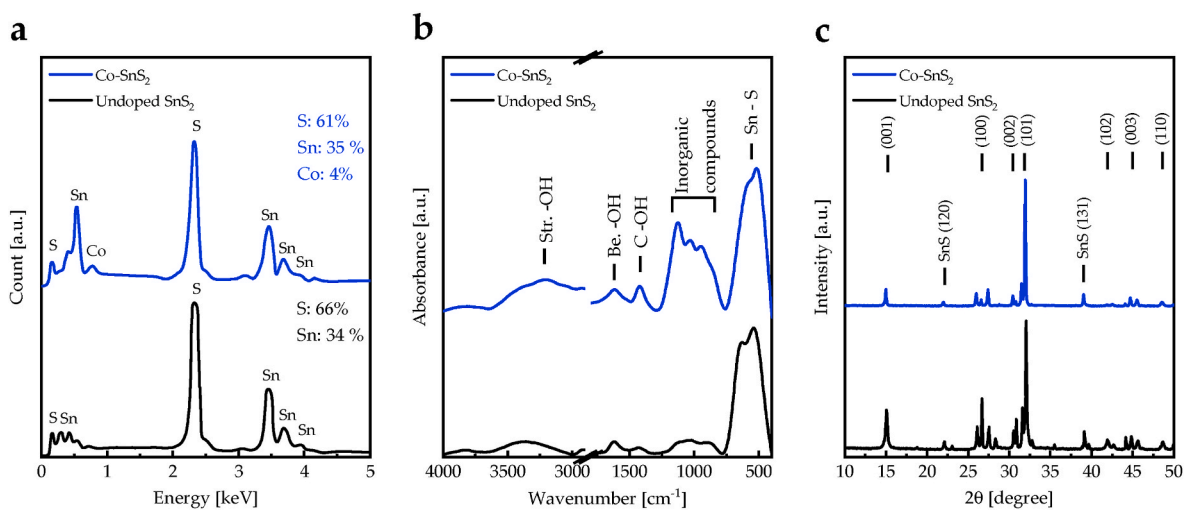 a
Co-SnS₂
Undoped SnS₂
S
S: 61%
Sn: 35 %
Co: 4%
Sn
S
Co
Sn
Sn
Sn
S
S: 66%
Sn: 34 %
Sn
S Sn
Sn
Sn
Count [a.u.]
0 1 2 3 4 5
Energy [keV]
b
Co-SnS₂
Undoped SnS₂
Str. -OH
Be. -OH
C -OH
Inorganic
compounds
Sn - S
Absorbance [a.u.]
4000 3500 3000 1500 1000 500
Wavenumber [cm⁻¹]
c
Co-SnS₂
Undoped SnS₂
(001)
(100)
(002)
(101)
(102)
(003)
(110)
SnS (120)
SnS (131)
Intensity [a.u.]
10 15 22 25 31 36 40 45 50
2θ [degree]